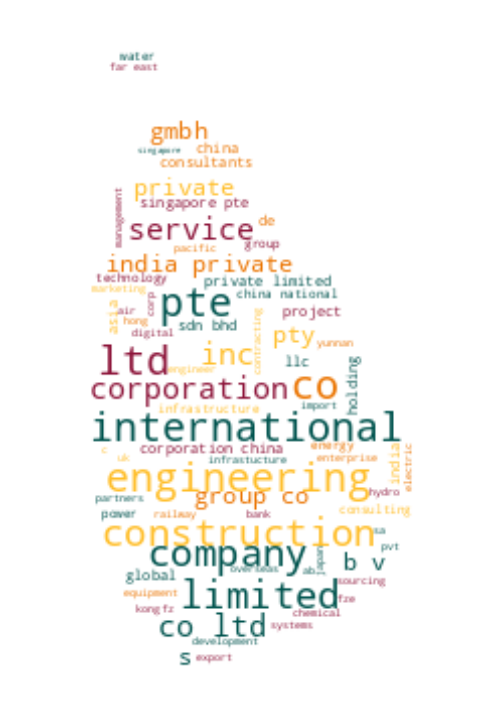 water
far east
gmbh
singapore
china
consultants
private
singapore pte
management
service
de
group
pacific
india private
technology
private limited
marketing
china national
corp
pte
asia
air
hong
sdn bhd
project
digital
contracting
pty
yunnan
inc
ltd
llc
engineer
holding
corporation
co
import
infrastructure
international
corporation china
energy
c
uk
infrastucture
enterprise
india
electric
engineering
group co
hydro
partners
consulting
power
railway
bank
construction
sa
company
japan
pvt
b v
overseas
ab
global
sourcing
equipment
limited
fze
kong
fz
chemical
co ltd
systems
development
s
export